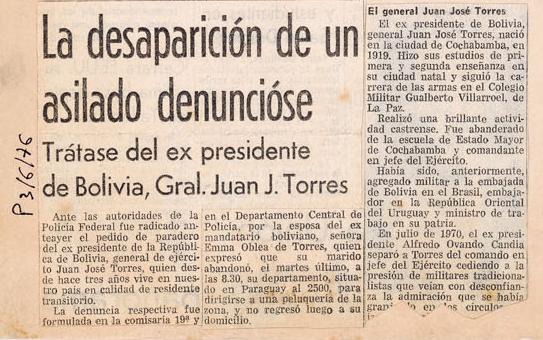 La desaparición de un
asilado denuncióse
Trátase del ex presidente
de Bolivia, Gral. Juan J. Torres
P 3/6/76
Ante las autoridades de la
Policía Federal fue radicado an-
teayer el pedido de paradero
del ex presidente de la Repúbli-
ca de Bolivia, general de ejérci-
to Juan José Torres, quien des-
de hace tres años vive en nues-
tro país en calidad de residente
transitorio.
La denuncia respectiva fue
formulada en la comisaría 19ª y
en el Departamento Central de
Policía, por la esposa del ex
mandatario boliviano, señora
Emma Oblea de Torres, quien
expresó que su marido
abandonó, el martes último, a
las 8.30, su departamento, situa-
do en Paraguay al 2500, para
dirigirse a una peluquería de la
zona, y no regresó luego a su
domicilio.
El general Juan José Torres
El ex presidente de Bolivia,
general Juan José Torres, nació
en la ciudad de Cochabamba, en
1919. Hizo sus estudios de pri-
mera y segunda enseñanza en
su ciudad natal y siguió la ca-
rrera de las armas en el Colegio
Militar Gualberto Villarroel, de
La Paz.
Realizó una brillante activi-
dad castrense. Fue abanderado
de la escuela de Estado Mayor
de Cochabamba y comandante
en jefe del Ejército.
Había sido, anteriormente,
agregado militar a la embajada
de Bolivia en el Brasil, embaja-
dor en la República Oriental
del Uruguay y ministro de tra-
bajo en su patria.
En julio de 1970, el ex pre-
sidente Alfredo Ovando Candia
separó a Torres del comando en
jefe del Ejército cediendo a la
presión de militares tradiciona-
listas que veían con desconfian-
za la admiración que se había
en los círculos